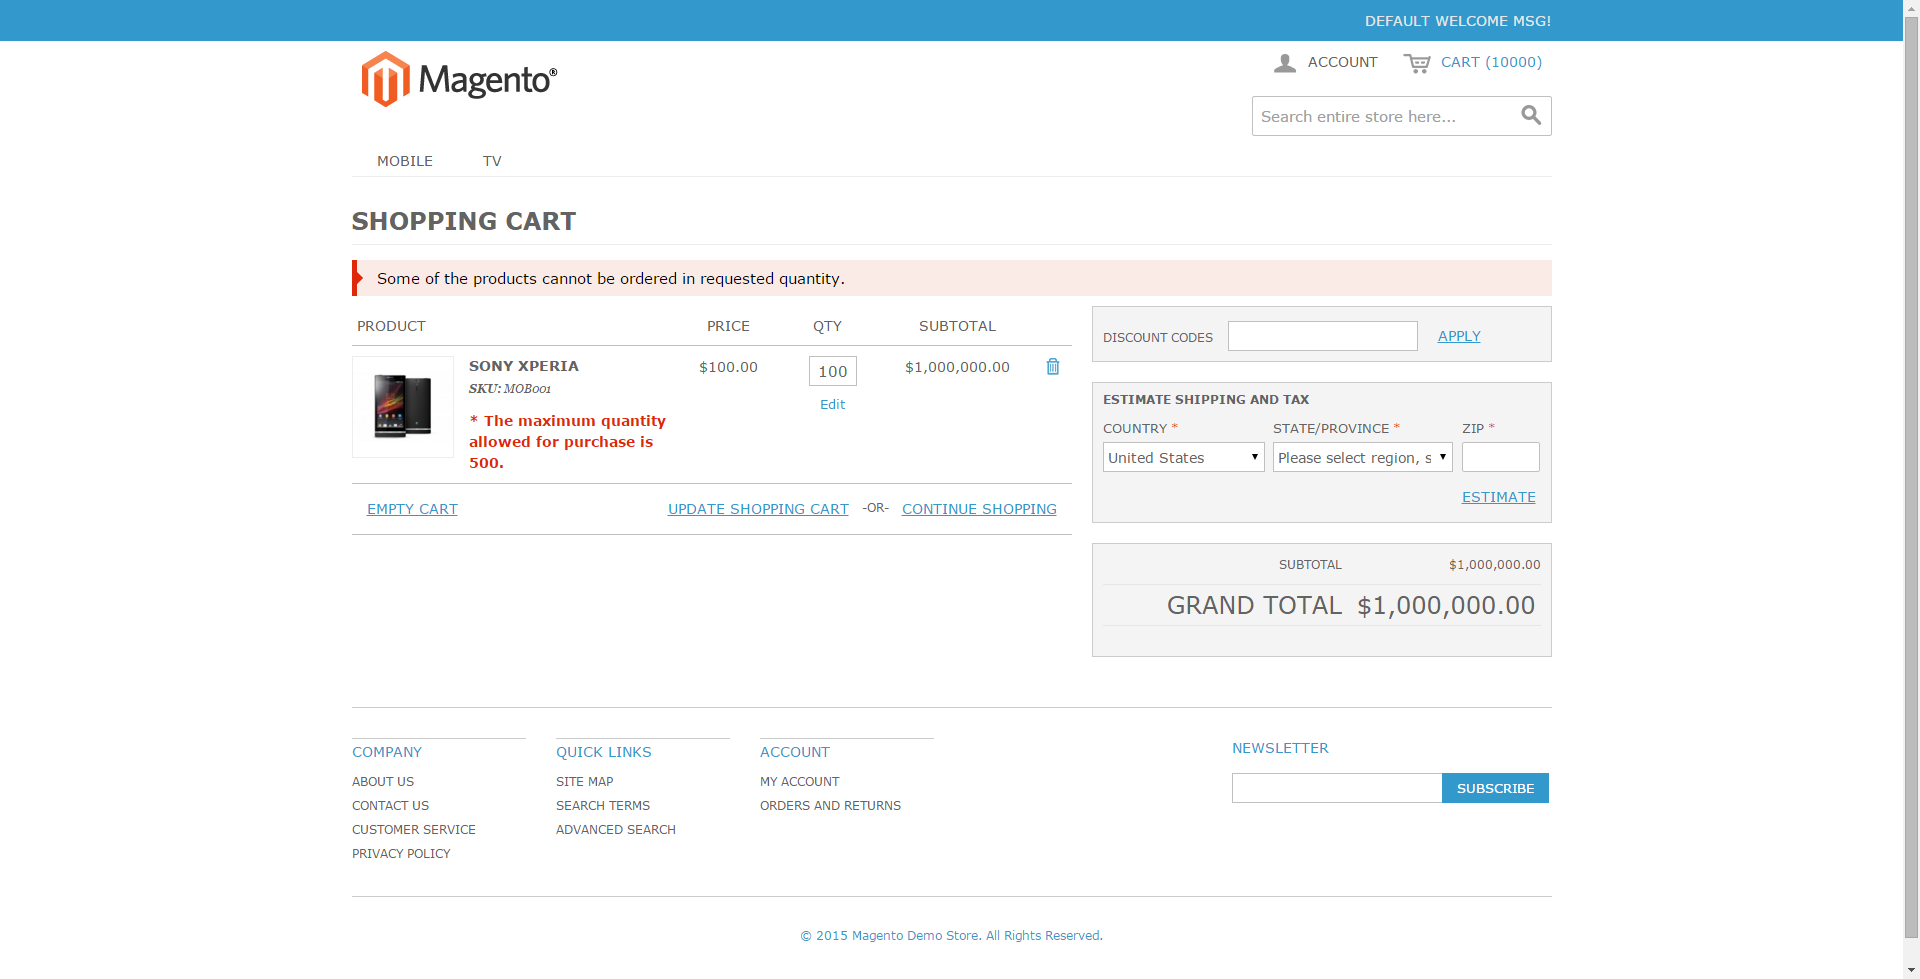 DEFAULT WELCOME MSG!
Magento®
ACCOUNT
CART (10000)
Search entire store here...
MOBILE
TV
SHOPPING CART
Some of the products cannot be ordered in requested quantity.
PRODUCT PRICE QTY SUBTOTAL
SONY XPERIA $100.00 100 $1,000,000.00
SKU: MOB001
Edit
* The maximum quantity
allowed for purchase is
500.
EMPTY CART UPDATE SHOPPING CART -OR- CONTINUE SHOPPING
DISCOUNT CODES APPLY
ESTIMATE SHIPPING AND TAX
COUNTRY * STATE/PROVINCE * ZIP *
United States Please select region, s
ESTIMATE
SUBTOTAL $1,000,000.00
GRAND TOTAL $1,000,000.00
COMPANY
ABOUT US
CONTACT US
CUSTOMER SERVICE
PRIVACY POLICY
QUICK LINKS
SITE MAP
SEARCH TERMS
ADVANCED SEARCH
ACCOUNT
MY ACCOUNT
ORDERS AND RETURNS
NEWSLETTER
SUBSCRIBE
© 2015 Magento Demo Store. All Rights Reserved.